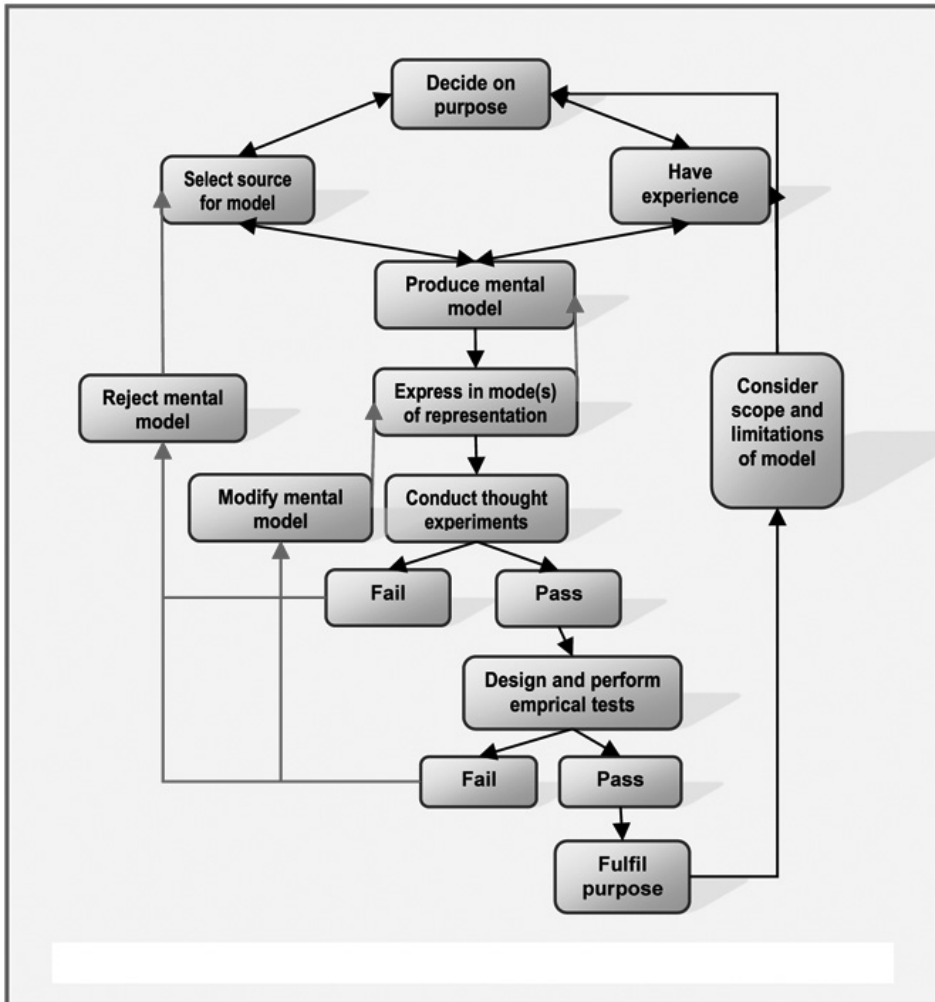 Decide on
purpose
Select source
for model
Have
experience
Produce mental
model
Reject mental
model
Express in mode(s)
of representation
Consider
scope and
limitations
of model
Modify mental
model
Conduct thought
experiments
Fail
Pass
Design and perform
emprical tests
Fail
Pass
Fulfil
purpose